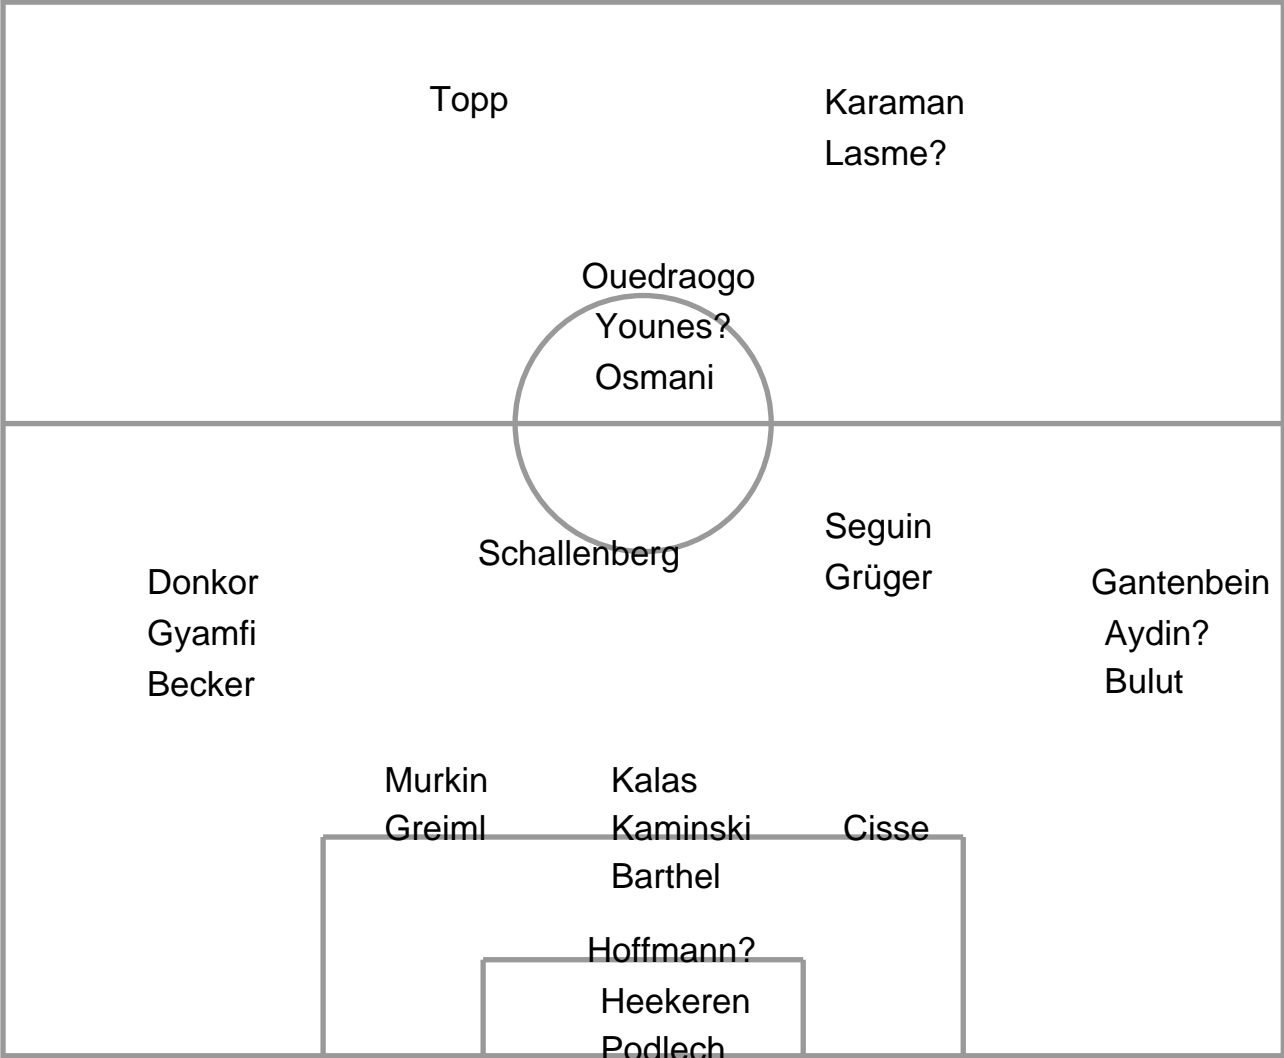 Topp
Karaman
Lasme?
Ouedraogo
Younes?
Osmani
Schallenberg
Seguin
Grüger
Donkor
Gyamfi
Becker
Gantenbein
Aydin?
Bulut
Murkin
Greiml
Kalas
Kaminski
Barthel
Cisse
Hoffmann?
Heekeren
Podlech